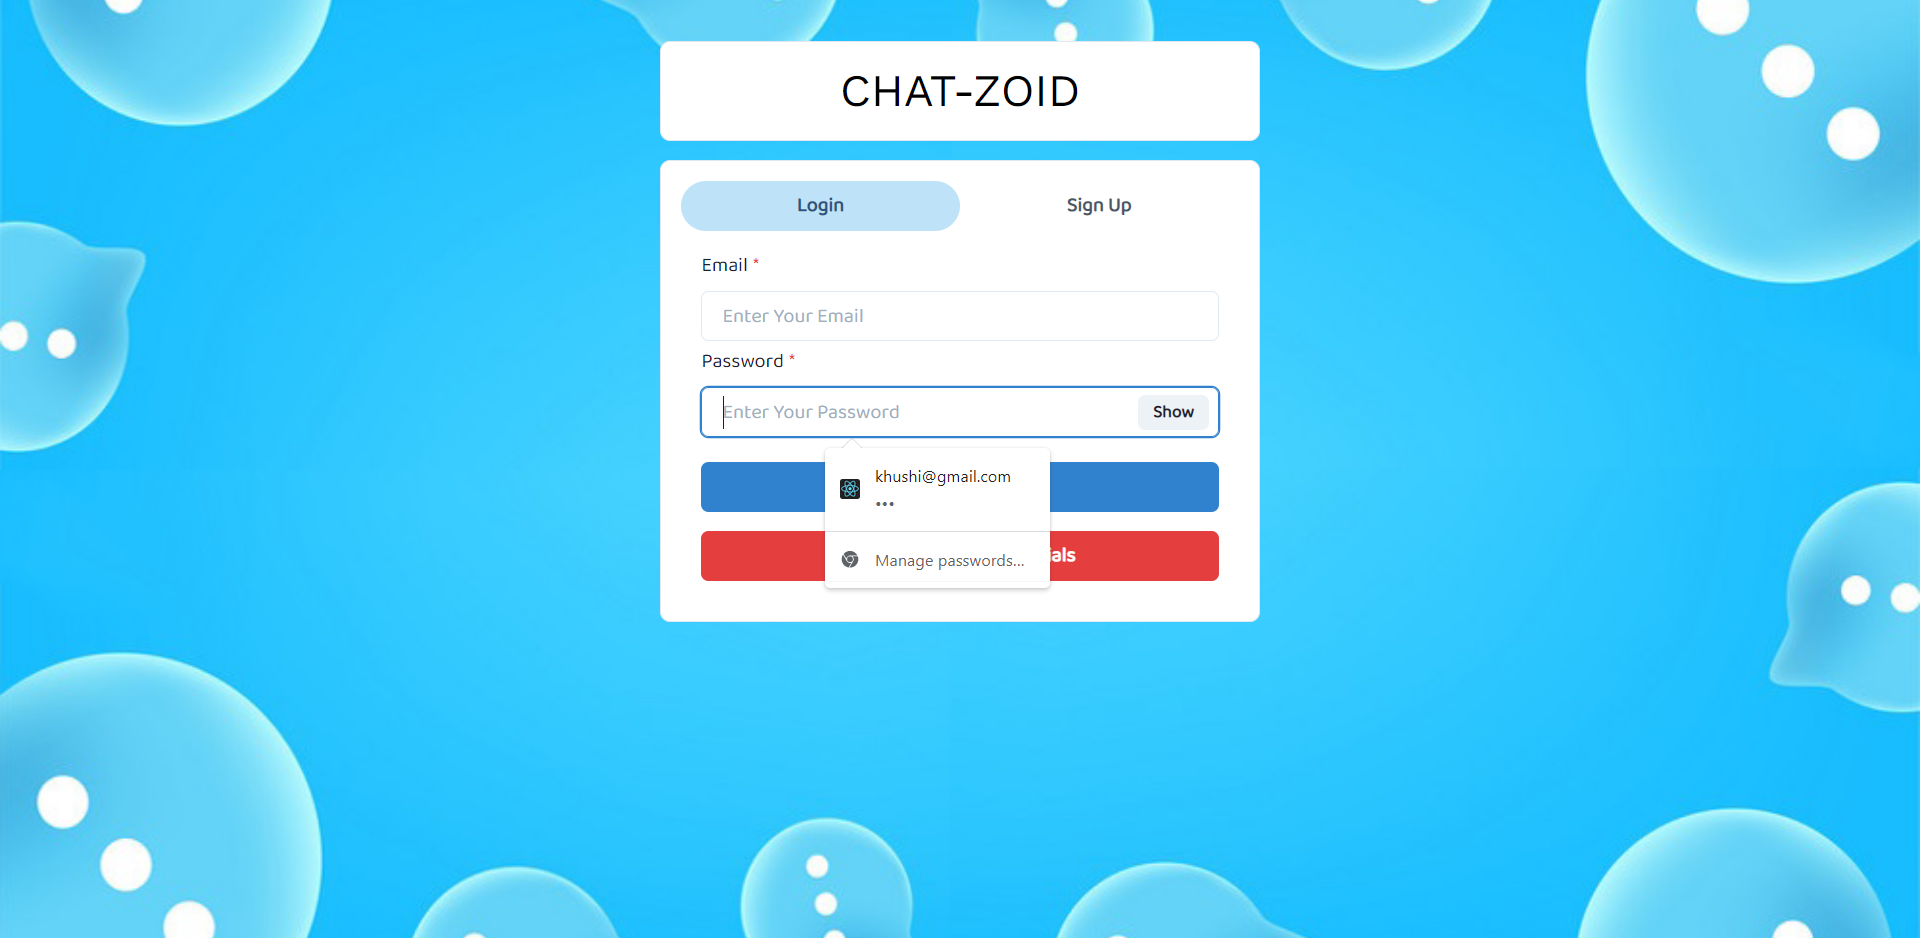 CHAT-ZOID
Login Sign Up
Email *
Enter Your Email
Password *
Enter Your Password Show
khushi@gmail.com
•••
Manage passwords...